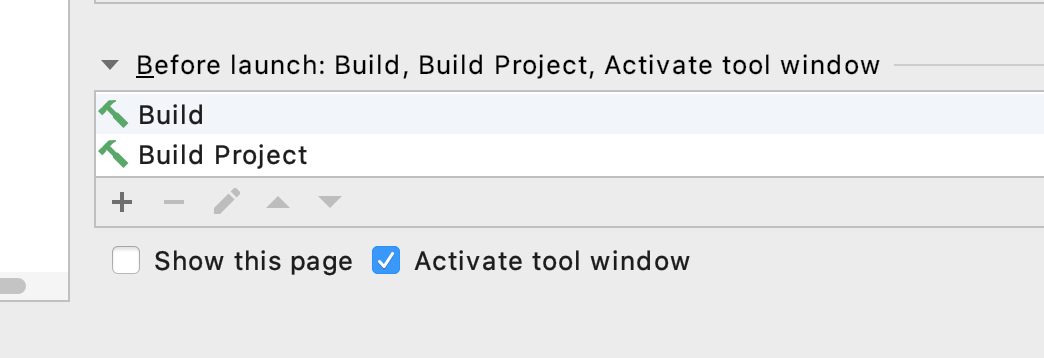 Before launch: Build, Build Project, Activate tool window
Build
Build Project
Show this page Activate tool window